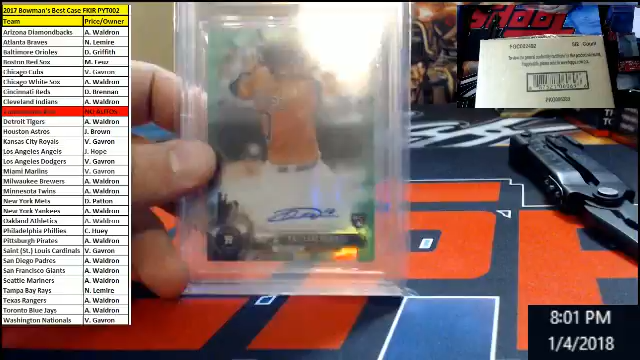 2017 Bowman's Best Case FKIR PYT002
Team Price/Owner
Arizona Diamondbacks A. Waldron
Atlanta Braves N. Lemire
Baltimore Orioles D. Griffith
Boston Red Sox M. Feuz
Chicago Cubs V. Gavron
Chicago White Sox A. Waldron
Cincinnati Reds D. Brennan
Cleveland Indians A. Waldron
NO AUTOS
Detroit Tigers A. Waldron
Houston Astros J. Brown
Kansas City Royals V. Gavron
Los Angeles Angels J. Hope
Los Angeles Dodgers V. Gavron
Miami Marlins V. Gavron
Milwaukee Brewers A. Waldron
Minnesota Twins A. Waldron
New York Mets D. Patton
New York Yankees A. Waldron
Oakland Athletics A. Waldron
Philadelphia Phillies C. Huey
Pittsburgh Pirates A. Waldron
Saint (St.) Louis Cardinals V. Gavron
San Diego Padres A. Waldron
San Francisco Giants A. Waldron
Seattle Mariners A. Waldron
Tampa Bay Rays N. Lemire
Texas Rangers A. Waldron
Toronto Blue Jays A. Waldron
Washington Nationals V. Gavron
8:01 PM
1/4/2018